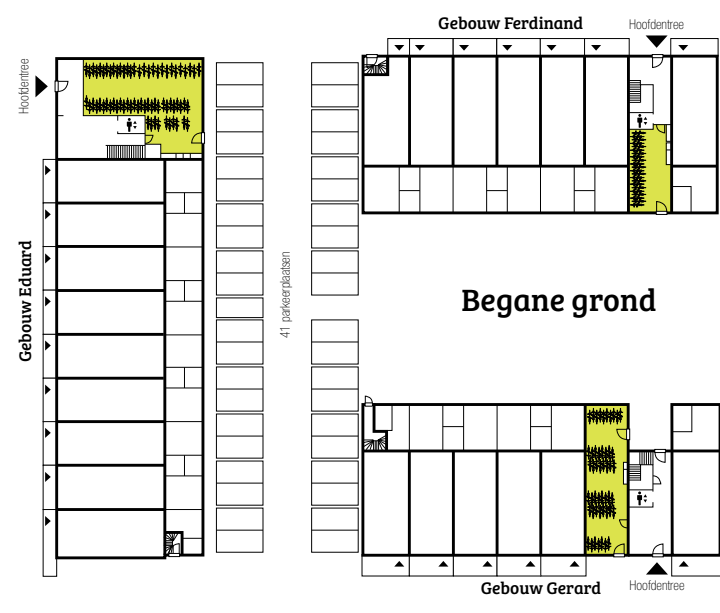 Gebouw Ferdinand
Hoofdentree
Hoofdentree
Gebouw Eduard
41 parkeerplaatsen
Begane grond
Gebouw Gerard
Hoofdentree